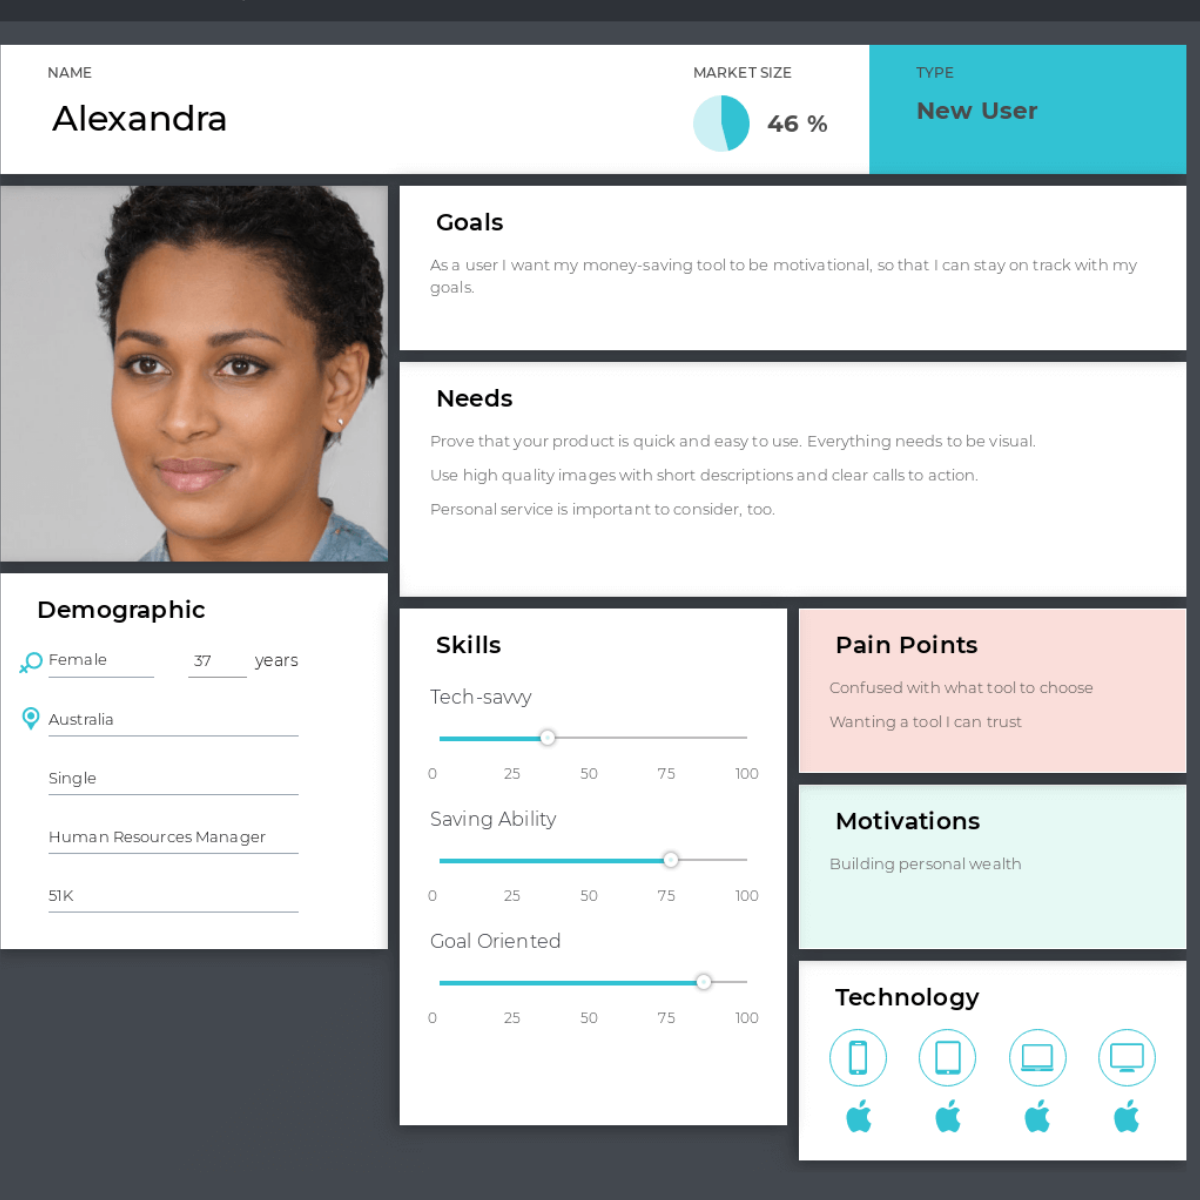 NAME
Alexandra
MARKET SIZE
46 %
TYPE
New User
Goals
As a user I want my money-saving tool to be motivational, so that I can stay on track with my
goals.
Needs
Prove that your product is quick and easy to use. Everything needs to be visual.
Use high quality images with short descriptions and clear calls to action.
Personal service is important to consider, too.
Demographic
Female 37 years
Australia
Single
Human Resources Manager
51K
Skills
Tech-savvy
0 25 50 75 100
Saving Ability
0 25 50 75 100
Goal Oriented
0 25 50 75 100
Pain Points
Confused with what tool to choose
Wanting a tool I can trust
Motivations
Building personal wealth
Technology